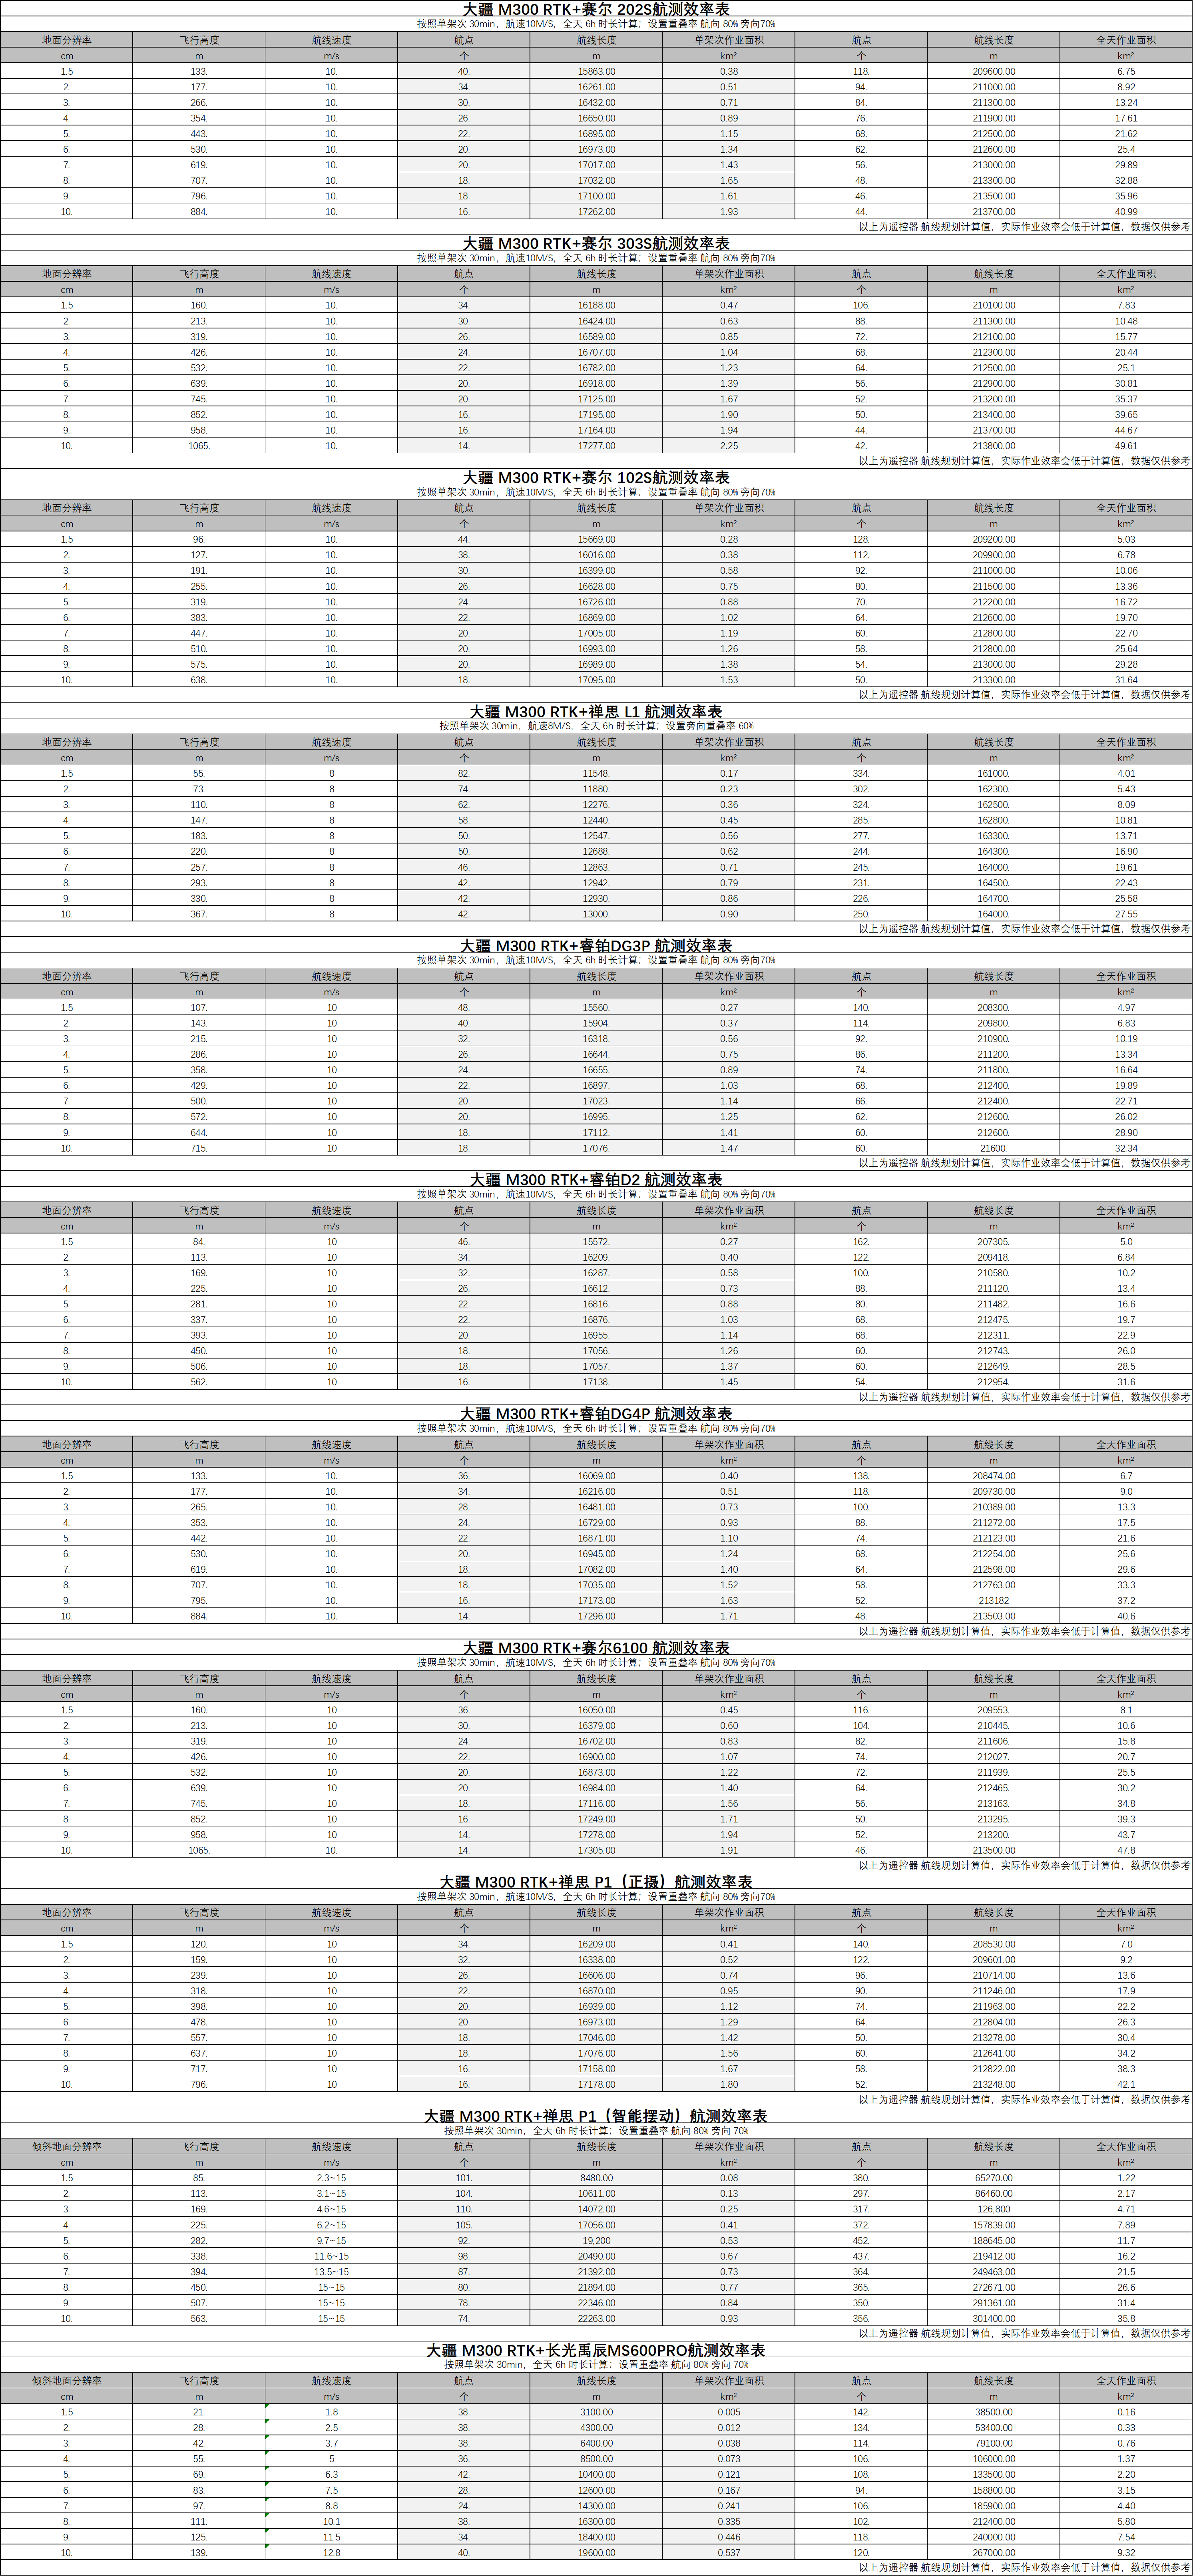 大疆 M300 RTK+赛尔 202S航测效率表
按照单架次 30min，航速10M/S，全天 6h 时长计算；设置重叠率 航向 80% 旁向70%
地面分辨率 飞行高度 航线速度 航点 航线长度 单架次作业面积 航点 航线长度 全天作业面积
cm m m/s 个 m km² 个 m km²
1.5 133. 10. 40. 15863.00 0.38 118. 209600.00 6.75
2. 177. 10. 34. 16261.00 0.51 94. 211000.00 8.92
3. 266. 10. 30. 16432.00 0.71 84. 211300.00 13.24
4. 354. 10. 26. 16650.00 0.89 76. 211900.00 17.61
5. 443. 10. 22. 16895.00 1.15 68. 212500.00 21.62
6. 530. 10. 20. 16973.00 1.34 62. 212600.00 25.4
7. 619. 10. 20. 17017.00 1.43 56. 213000.00 29.89
8. 707. 10. 18. 17032.00 1.65 48. 213300.00 32.88
9. 796. 10. 18. 17100.00 1.61 46. 213500.00 35.96
10. 884. 10. 16. 17262.00 1.93 44. 213700.00 40.99
以上为遥控器 航线规划计算值，实际作业效率会低于计算值，数据仅供参考
大疆 M300 RTK+赛尔 303S航测效率表
按照单架次 30min，航速10M/S，全天 6h 时长计算；设置重叠率 航向 80% 旁向70%
地面分辨率 飞行高度 航线速度 航点 航线长度 单架次作业面积 航点 航线长度 全天作业面积
cm m m/s 个 m km² 个 m km²
1.5 160. 10. 34. 16188.00 0.47 106. 210100.00 7.83
2. 213. 10. 30. 16424.00 0.63 88. 211300.00 10.48
3. 319. 10. 26. 16589.00 0.85 72. 212100.00 15.77
4. 426. 10. 24. 16707.00 1.04 68. 212300.00 20.44
5. 532. 10. 22. 16782.00 1.23 64. 212500.00 25.1
6. 639. 10. 20. 16918.00 1.39 56. 212900.00 30.81
7. 745. 10. 20. 17125.00 1.67 52. 213200.00 35.37
8. 852. 10. 16. 17195.00 1.90 50. 213400.00 39.65
9. 958. 10. 16. 17164.00 1.94 44. 213700.00 44.67
10. 1065. 10. 14. 17277.00 2.25 42. 213800.00 49.61
以上为遥控器 航线规划计算值，实际作业效率会低于计算值，数据仅供参考
大疆 M300 RTK+赛尔 102S航测效率表
按照单架次 30min，航速10M/S，全天 6h 时长计算；设置重叠率 航向 80% 旁向70%
地面分辨率 飞行高度 航线速度 航点 航线长度 单架次作业面积 航点 航线长度 全天作业面积
cm m m/s 个 m km² 个 m km²
1.5 96. 10. 44. 15669.00 0.28 128. 209200.00 5.03
2. 127. 10. 38. 16016.00 0.38 112. 209900.00 6.78
3. 191. 10. 30. 16399.00 0.58 92. 211000.00 10.06
4. 255. 10. 26. 16628.00 0.75 80. 211500.00 13.36
5. 319. 10. 24. 16726.00 0.88 70. 212200.00 16.72
6. 383. 10. 22. 16869.00 1.02 64. 212600.00 19.70
7. 447. 10. 20. 17005.00 1.19 60. 212800.00 22.70
8. 510. 10. 20. 16993.00 1.26 58. 212800.00 25.64
9. 575. 10. 20. 16989.00 1.38 54. 213000.00 29.28
10. 638. 10. 18. 17095.00 1.53 50. 213300.00 31.64
以上为遥控器 航线规划计算值，实际作业效率会低于计算值，数据仅供参考
大疆 M300 RTK+禅思 L1 航测效率表
按照单架次 30min，航速8M/S，全天 6h 时长计算；设置旁向重叠率 60%
地面分辨率 飞行高度 航线速度 航点 航线长度 单架次作业面积 航点 航线长度 全天作业面积
cm m m/s 个 m km² 个 m km²
1.5 55. 8 82. 11548. 0.17 334. 161000. 4.01
2. 73. 8 74. 11880. 0.23 302. 162300. 5.43
3. 110. 8 62. 12276. 0.36 324. 162500. 8.09
4. 147. 8 58. 12440. 0.45 285. 162800. 10.81
5. 183. 8 50. 12547. 0.56 277. 163300. 13.71
6. 220. 8 50. 12688. 0.62 244. 164300. 16.90
7. 257. 8 46. 12863. 0.71 245. 164000. 19.61
8. 293. 8 42. 12942. 0.79 231. 164500. 22.43
9. 330. 8 42. 12930. 0.86 226. 164700. 25.58
10. 367. 8 42. 13000. 0.90 250. 164000. 27.55
以上为遥控器 航线规划计算值，实际作业效率会低于计算值，数据仅供参考
大疆 M300 RTK+睿铂DG3P 航测效率表
按照单架次 30min，航速10M/S，全天 6h 时长计算；设置重叠率 航向 80% 旁向70%
地面分辨率 飞行高度 航线速度 航点 航线长度 单架次作业面积 航点 航线长度 全天作业面积
cm m m/s 个 m km² 个 m km²
1.5 107. 10 48. 15560. 0.27 140. 208300. 4.97
2. 143. 10 40. 15904. 0.37 114. 209800. 6.83
3. 215. 10 32. 16318. 0.56 92. 210900. 10.19
4. 286. 10 26. 16644. 0.75 86. 211200. 13.34
5. 358. 10 24. 16655. 0.89 74. 211800. 16.64
6. 429. 10 22. 16897. 1.03 68. 212400. 19.89
7. 500. 10 20. 17023. 1.14 66. 212400. 22.71
8. 572. 10 20. 16995. 1.25 62. 212600. 26.02
9. 644. 10 18. 17112. 1.41 60. 212600. 28.90
10. 715. 10 18. 17076. 1.47 60. 21600. 32.34
以上为遥控器 航线规划计算值，实际作业效率会低于计算值，数据仅供参考
大疆 M300 RTK+睿铂D2 航测效率表
按照单架次 30min，航速10M/S，全天 6h 时长计算；设置重叠率 航向 80% 旁向70%
地面分辨率 飞行高度 航线速度 航点 航线长度 单架次作业面积 航点 航线长度 全天作业面积
cm m m/s 个 m km² 个 m km²
1.5 84. 10 46. 15572. 0.27 162. 207305. 5.0
2. 113. 10 34. 16209. 0.40 122. 209418. 6.84
3. 169. 10 32. 16287. 0.58 100. 210580. 10.2
4. 225. 10 26. 16612. 0.73 88. 211120. 13.4
5. 281. 10 22. 16816. 0.88 80. 211482. 16.6
6. 337. 10 22. 16876. 1.03 68. 212475. 19.7
7. 393. 10 20. 16955. 1.14 68. 212311. 22.9
8. 450. 10 18. 17056. 1.26 60. 212743. 26.0
9. 506. 10 18. 17057. 1.37 60. 212649. 28.5
10. 562. 10 16. 17138. 1.45 54. 212954. 31.6
以上为遥控器 航线规划计算值，实际作业效率会低于计算值，数据仅供参考
大疆 M300 RTK+睿铂DG4P 航测效率表
按照单架次 30min，航速10M/S，全天 6h 时长计算；设置重叠率 航向 80% 旁向70%
地面分辨率 飞行高度 航线速度 航点 航线长度 单架次作业面积 航点 航线长度 全天作业面积
cm m m/s 个 m km² 个 m km²
1.5 133. 10. 36. 16069.00 0.40 138. 208474.00 6.7
2. 177. 10. 34. 16216.00 0.51 118. 209730.00 9.0
3. 265. 10. 28. 16481.00 0.73 100. 210389.00 13.3
4. 353. 10. 24. 16729.00 0.93 88. 211272.00 17.5
5. 442. 10. 22. 16871.00 1.10 74. 212123.00 21.6
6. 530. 10. 20. 16945.00 1.24 68. 212254.00 25.6
7. 619. 10. 18. 17082.00 1.40 64. 212598.00 29.6
8. 707. 10. 18. 17035.00 1.52 58. 212763.00 33.3
9. 795. 10. 16. 17173.00 1.63 52. 213182 37.2
10. 884. 10. 14. 17296.00 1.71 48. 213503.00 40.6
以上为遥控器 航线规划计算值，实际作业效率会低于计算值，数据仅供参考
大疆 M300 RTK+赛尔6100 航测效率表
按照单架次 30min，航速10M/S，全天 6h 时长计算；设置重叠率 航向 80% 旁向70%
地面分辨率 飞行高度 航线速度 航点 航线长度 单架次作业面积 航点 航线长度 全天作业面积
cm m m/s 个 m km² 个 m km²
1.5 160. 10 36. 16050.00 0.45 116. 209553. 8.1
2. 213. 10 30. 16379.00 0.60 104. 210445. 10.6
3. 319. 10 24. 16702.00 0.83 82. 211606. 15.8
4. 426. 10 22. 16900.00 1.07 74. 212027. 20.7
5. 532. 10 20. 16873.00 1.22 72. 211939. 25.5
6. 639. 10 20. 16984.00 1.40 64. 212465. 30.2
7. 745. 10 18. 17116.00 1.56 56. 213163. 34.8
8. 852. 10 16. 17249.00 1.71 50. 213295. 39.3
9. 958. 10 14. 17278.00 1.94 52. 213200. 43.7
10. 1065. 10. 14. 17305.00 1.91 46. 213500.00 47.8
以上为遥控器 航线规划计算值，实际作业效率会低于计算值，数据仅供参考
大疆 M300 RTK+禅思 P1（正摄）航测效率表
按照单架次 30min，航速10M/S，全天 6h 时长计算；设置重叠率 航向 80% 旁向70%
地面分辨率 飞行高度 航线速度 航点 航线长度 单架次作业面积 航点 航线长度 全天作业面积
cm m m/s 个 m km² 个 m km²
1.5 120. 10 34. 16209.00 0.41 140. 208530.00 7.0
2. 159. 10 32. 16338.00 0.52 122. 209601.00 9.2
3. 239. 10 26. 16606.00 0.74 96. 210714.00 13.6
4. 318. 10 22. 16870.00 0.95 90. 211246.00 17.9
5. 398. 10 20. 16939.00 1.12 74. 211963.00 22.2
6. 478. 10 20. 16973.00 1.29 64. 212804.00 26.3
7. 557. 10 18. 17046.00 1.42 50. 213278.00 30.4
8. 637. 10 18. 17076.00 1.56 60. 212641.00 34.2
9. 717. 10 16. 17158.00 1.67 58. 212822.00 38.3
10. 796. 10 16. 17178.00 1.80 52. 213248.00 42.1
以上为遥控器 航线规划计算值，实际作业效率会低于计算值，数据仅供参考
大疆 M300 RTK+禅思 P1（智能摆动）航测效率表
按照单架次 30min，全天 6h 时长计算；设置重叠率 航向 80% 旁向 70%
倾斜地面分辨率 飞行高度 航线速度 航点 航线长度 单架次作业面积 航点 航线长度 全天作业面积
cm m m/s 个 m km² 个 m km²
1.5 85. 2.3~15 101. 8480.00 0.08 380. 65270.00 1.22
2. 113. 3.1~15 104. 10611.00 0.13 297. 86460.00 2.17
3. 169. 4.6~15 110. 14072.00 0.25 317. 126,800 4.71
4. 225. 6.2~15 105. 17056.00 0.41 372. 157839.00 7.89
5. 282. 9.7~15 92. 19,200 0.53 452. 188645.00 11.7
6. 338. 11.6~15 98. 20490.00 0.67 437. 219412.00 16.2
7. 394. 13.5~15 87. 21392.00 0.73 364. 249463.00 21.5
8. 450. 15~15 80. 21894.00 0.77 365. 272671.00 26.6
9. 507. 15~15 78. 22346.00 0.84 350. 291361.00 31.4
10. 563. 15~15 74. 22263.00 0.93 356. 301400.00 35.8
以上为遥控器 航线规划计算值，实际作业效率会低于计算值，数据仅供参考
大疆 M300 RTK+长光禹辰MS600PRO航测效率表
按照单架次 30min，全天 6h 时长计算；设置重叠率 航向 80% 旁向 70%
倾斜地面分辨率 飞行高度 航线速度 航点 航线长度 单架次作业面积 航点 航线长度 全天作业面积
cm m m/s 个 m km² 个 m km²
1.5 21. 1.8 38. 3100.00 0.005 142. 38500.00 0.16
2. 28. 2.5 38. 4300.00 0.012 134. 53400.00 0.33
3. 42. 3.7 38. 6400.00 0.038 114. 79100.00 0.76
4. 55. 5 36. 8500.00 0.073 106. 106000.00 1.37
5. 69. 6.3 42. 10400.00 0.121 108. 133500.00 2.20
6. 83. 7.5 28. 12600.00 0.167 94. 158800.00 3.15
7. 97. 8.8 24. 14300.00 0.241 106. 185900.00 4.40
8. 111. 10.1 38. 16300.00 0.335 102. 212400.00 5.80
9. 125. 11.5 34. 18400.00 0.446 118. 240000.00 7.54
10. 139. 12.8 40. 19600.00 0.537 120. 267000.00 9.32
以上为遥控器 航线规划计算值，实际作业效率会低于计算值，数据仅供参考